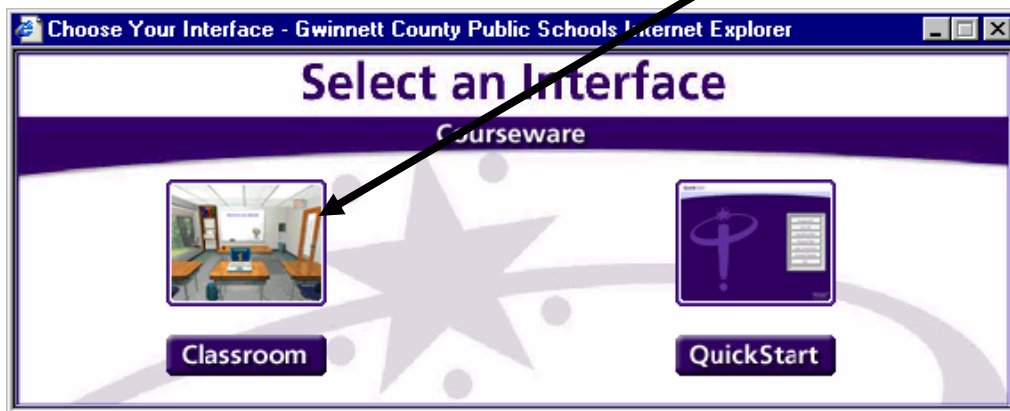 Choose Your Interface - Gwinnett County Public Schools Internet Explorer
Select an Interface
Courseware
Classroom
QuickStart